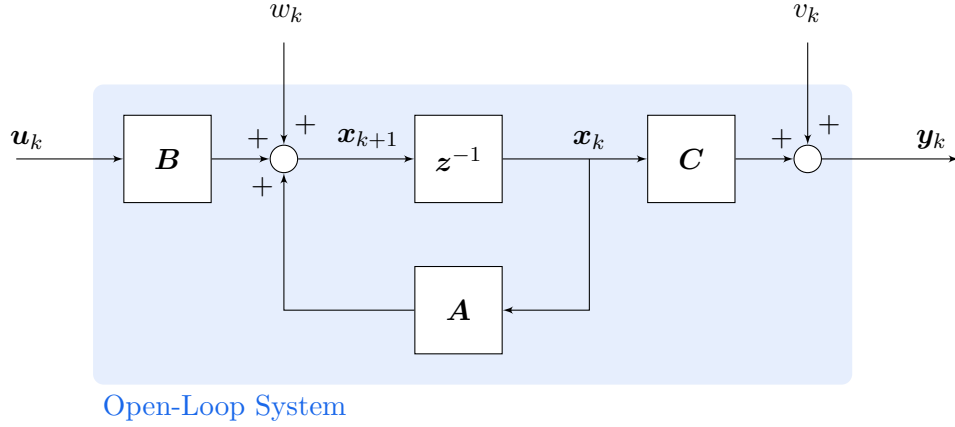 w_k
v_k
u_k
B
+
+
+
x_{k+1}
z^{-1}
x_k
C
+
+
y_k
A
Open-Loop System